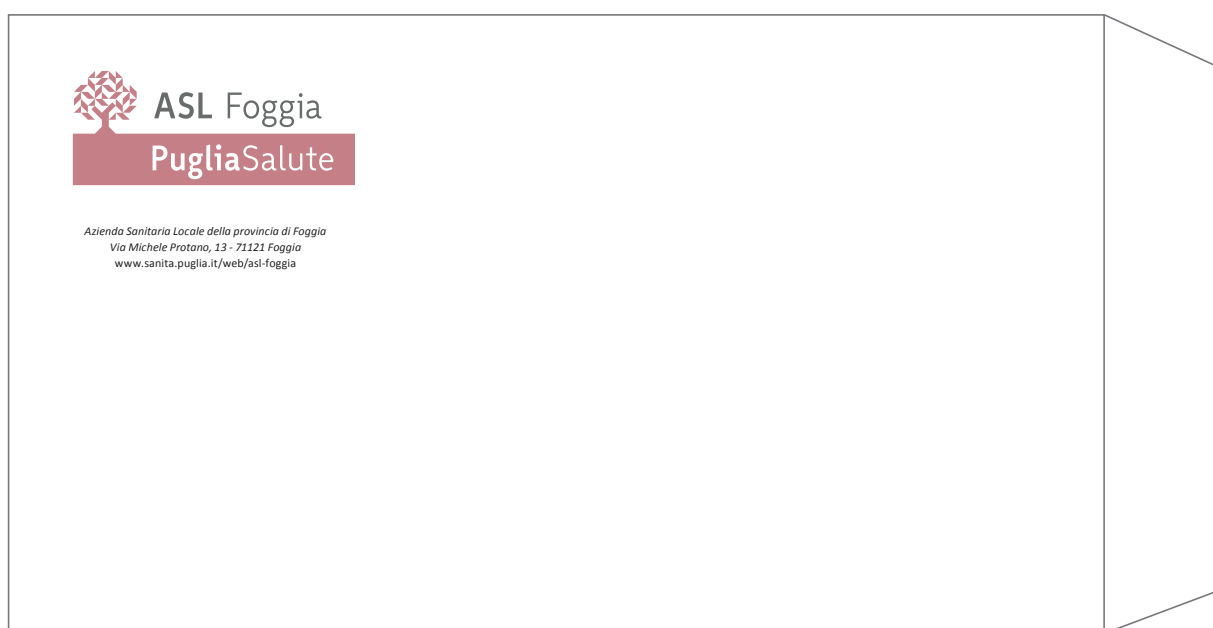 ASL Foggia
PugliaSalute
Azienda Sanitaria Locale della provincia di Foggia
Via Michele Protano, 13 - 71121 Foggia
www.sanita.puglia.it/web/asl-foggia